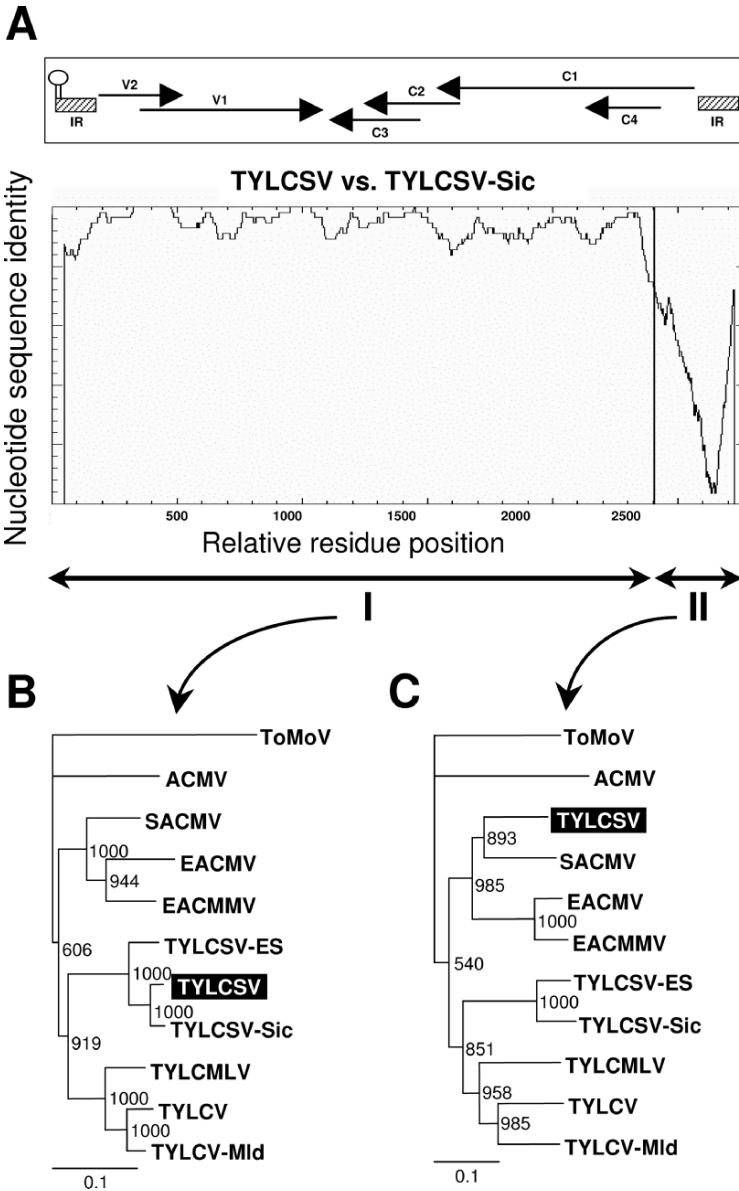 A
V2
V1
C2
C1
C3
C4
IR
IR
TYLCSV vs. TYLCSV-Sic
Nucleotide sequence identity
500
1000
1500
2000
2500
Relative residue position
I
II
B
ToMoV
ACMV
SACMV
1000
EACMV
944
EACMMV
606
TYLCSV-ES
1000
TYLCSV
1000
TYLCSV-Sic
919
TYLCMLV
1000
TYLCV
1000
TYLCV-Mld
0.1
C
ToMoV
ACMV
TYLCSV
893
SACMV
985
EACMV
1000
EACMMV
540
TYLCSV-ES
1000
TYLCSV-Sic
851
TYLCMLV
958
TYLCV
985
TYLCV-Mld
0.1